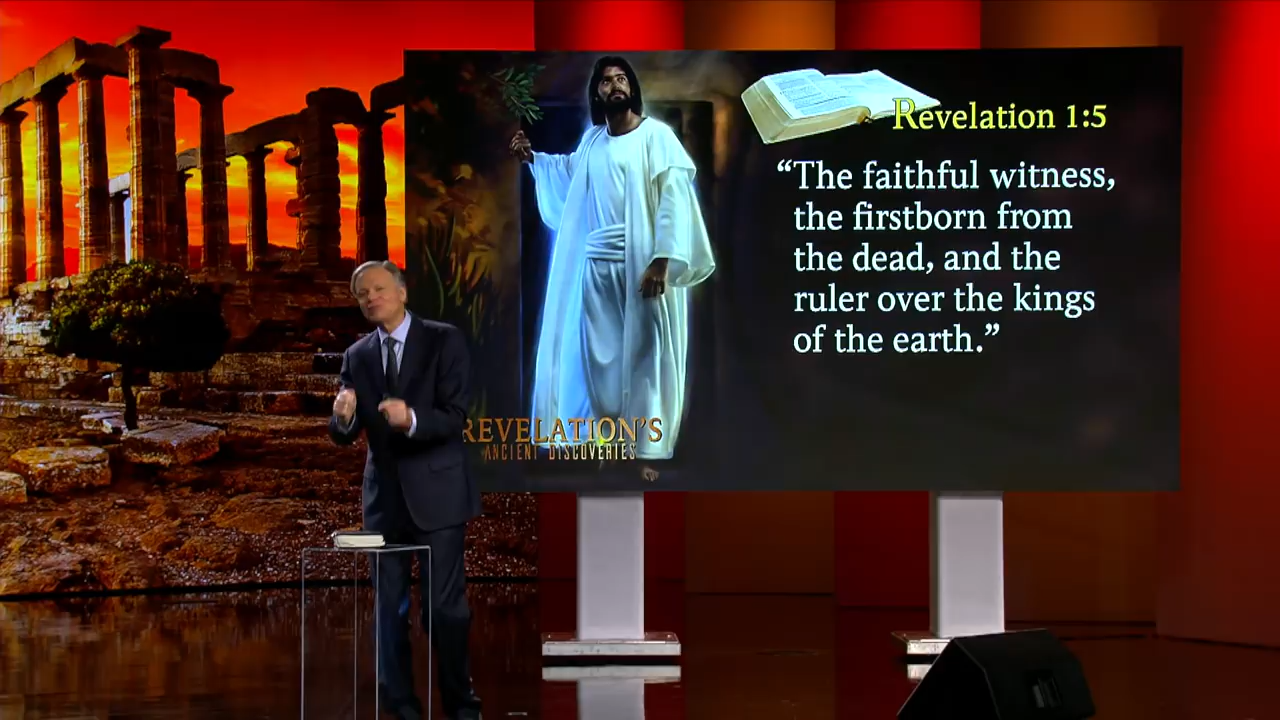 Revelation 1:5
“The faithful witness,
the firstborn from
the dead, and the
ruler over the kings
of the earth.”
REVELATION'S
ANCIENT DISCOVERIES